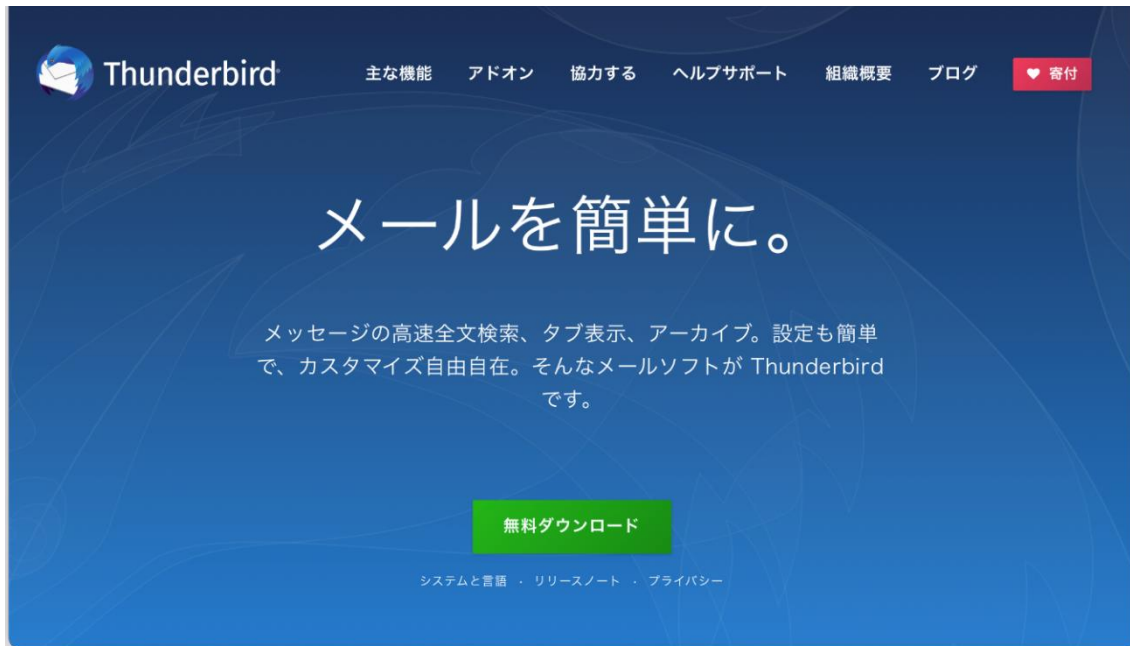 Thunderbird
主な機能 アドオン 協力する ヘルプサポート 組織概要 ブログ ♥ 寄付
メールを簡単に。
メッセージの高速全文検索、タブ表示、アーカイブ。設定も簡単
で、カスタマイズ自由自在。そんなメールソフトが Thunderbird
です。
無料ダウンロード
システムと言語 · リリースノート · プライバシー